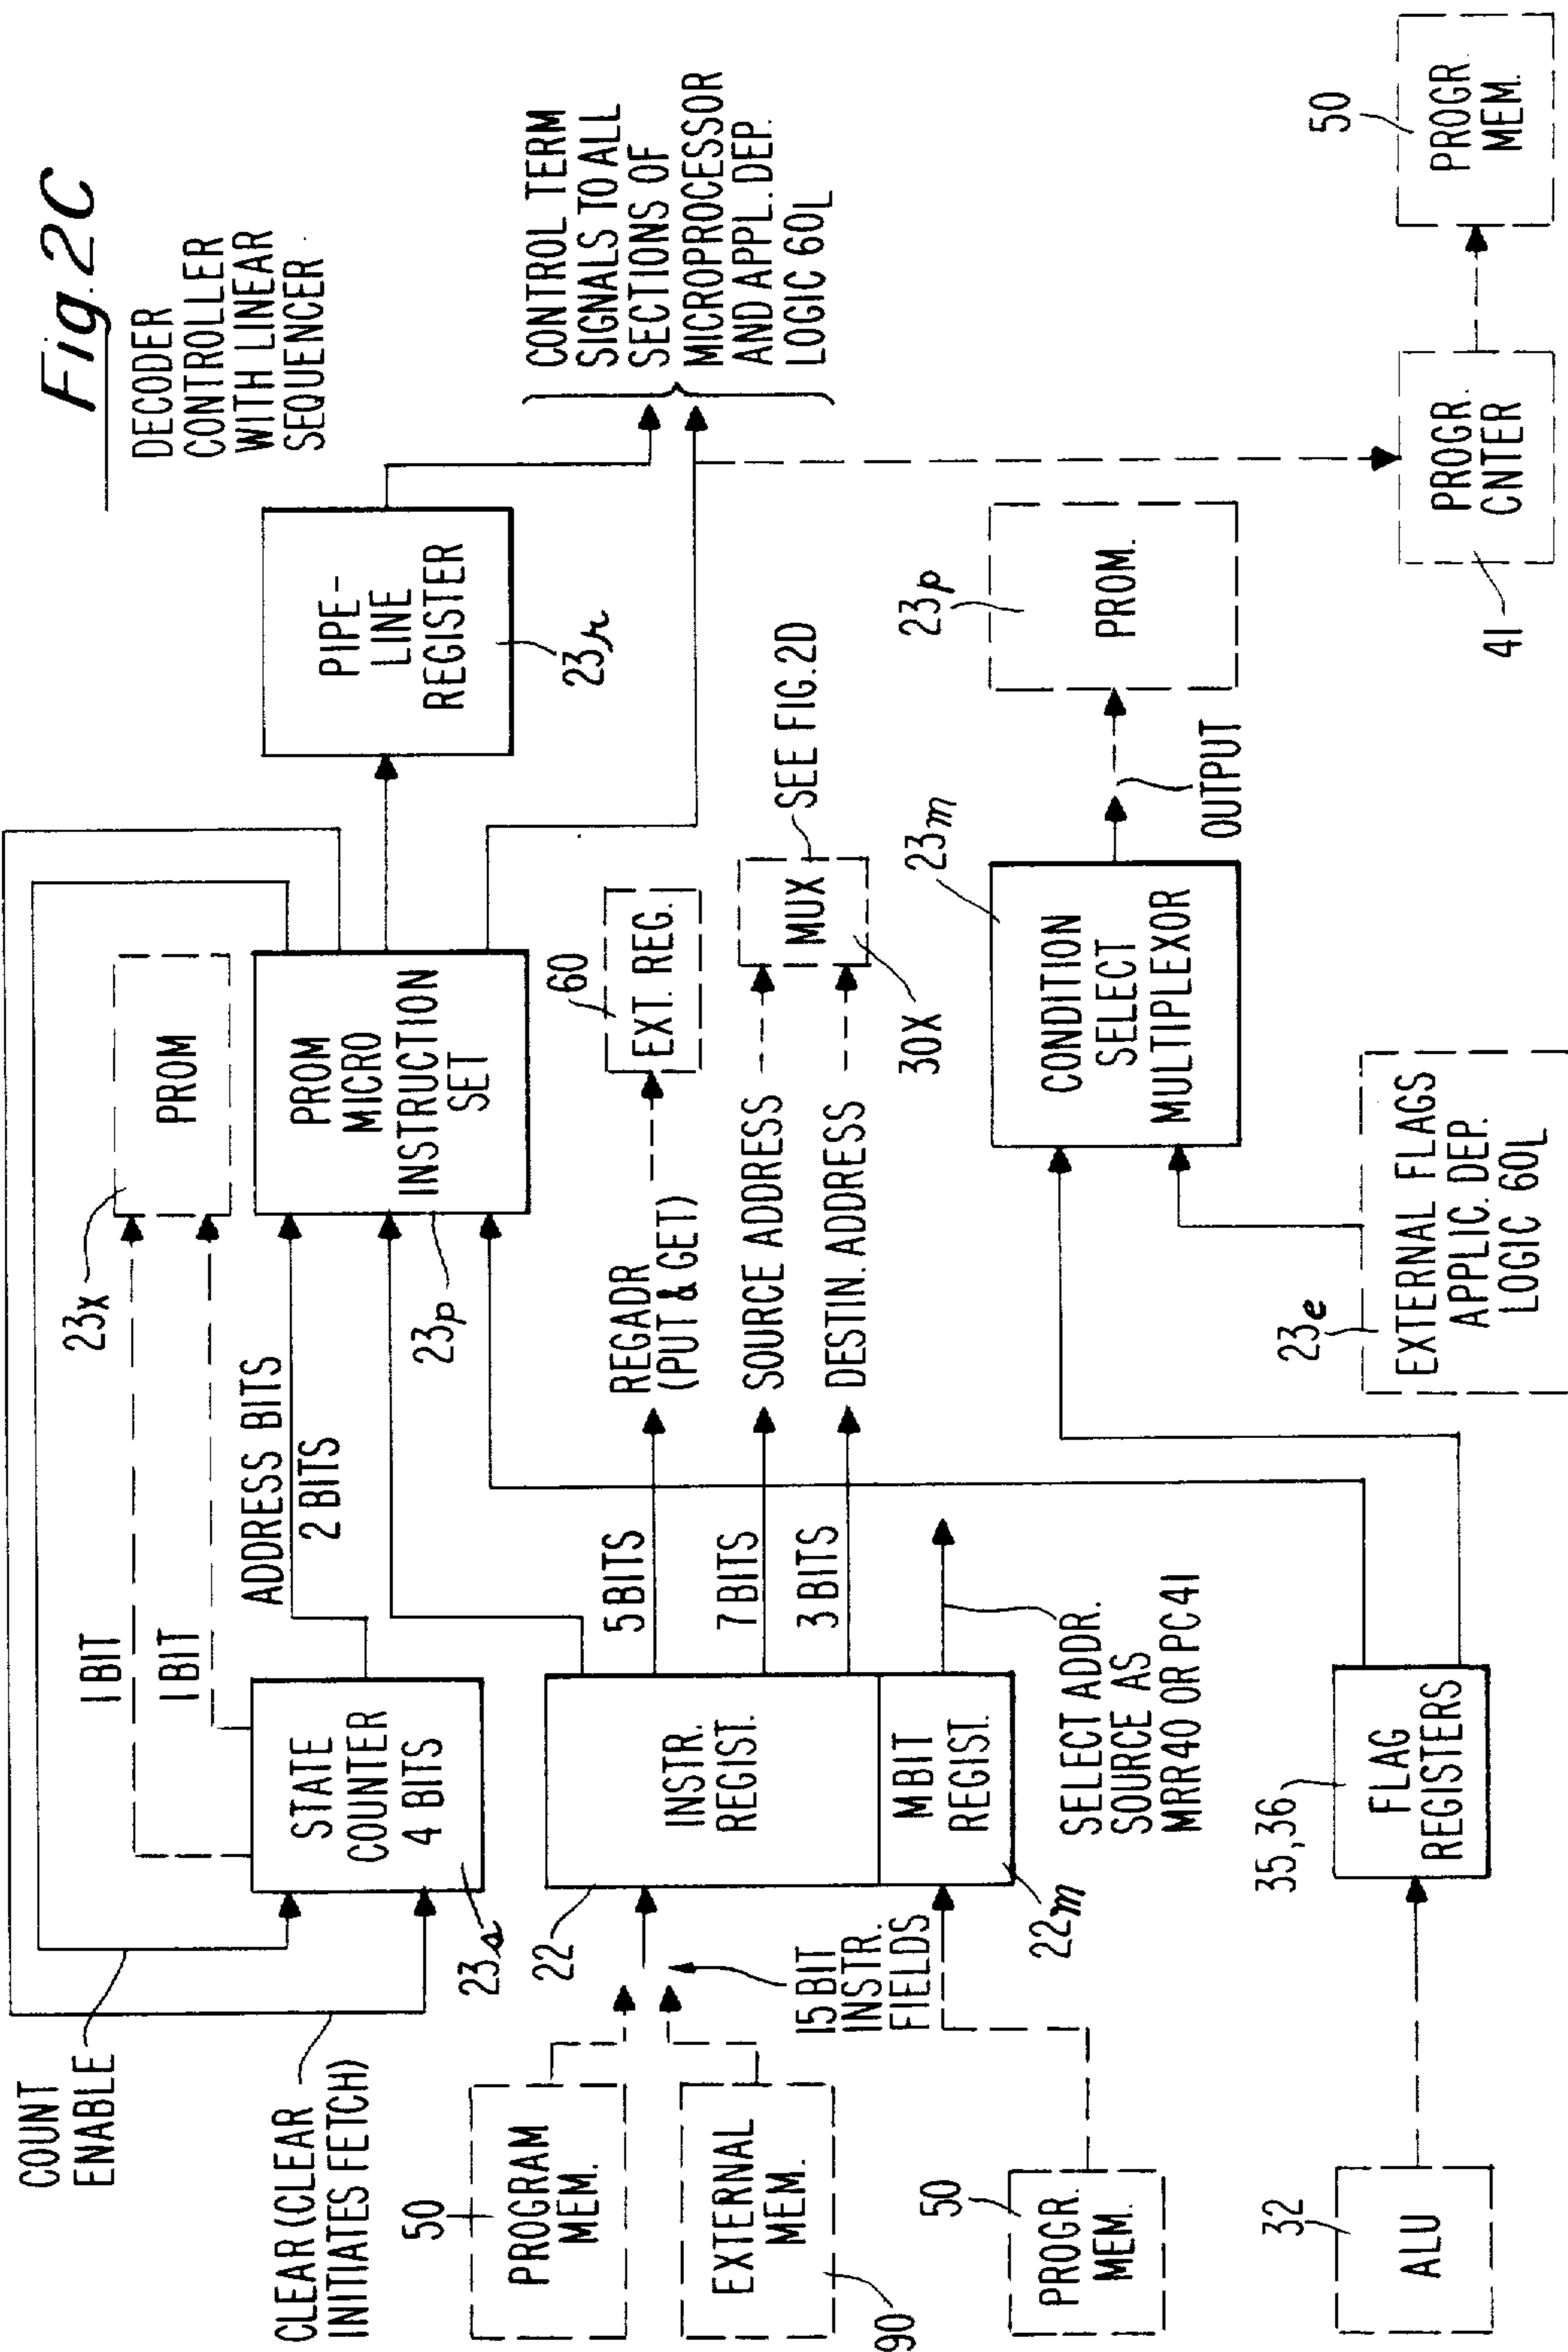 Fig. 2C
DECODER
CONTROLLER
WITH LINEAR
SEQUENCER
COUNT
ENABLE
CLEAR (CLEAR
INITIATES FETCH)
1 BIT
1 BIT
ADDRESS BITS
2 BITS
23x
PROM
STATE
COUNTER
4 BITS
23s
PROM
MICRO
INSTRUCTION
SET
23p
PIPE-
LINE
REGISTER
23r
CONTROL TERM
SIGNALS TO ALL
SECTIONS OF
MICROPROCESSOR
AND APPL. DEP.
LOGIC 60L
50
PROGRAM
MEM.
EXTERNAL
MEM.
90
22
15 BIT
INSTR.
FIELDS
INSTR.
REGIST.
MBIT
REGIST.
22m
5 BITS
7 BITS
3 BITS
REGADR
(PUT & GET)
SOURCE ADDRESS
DESTIN. ADDRESS
60
EXT. REG.
MUX
SEE FIG. 2D
30X
SELECT ADDR.
SOURCE AS
MRR40 OR PC41
50
PROGR.
MEM.
32
ALU
35,36
FLAG
REGISTERS
23e
EXTERNAL FLAGS
APPLIC. DEP.
LOGIC 60L
CONDITION
SELECT
MULTIPLEXOR
23m
OUTPUT
23p
PROM.
PROGR.
CNTER
41
50
PROGR.
MEM.